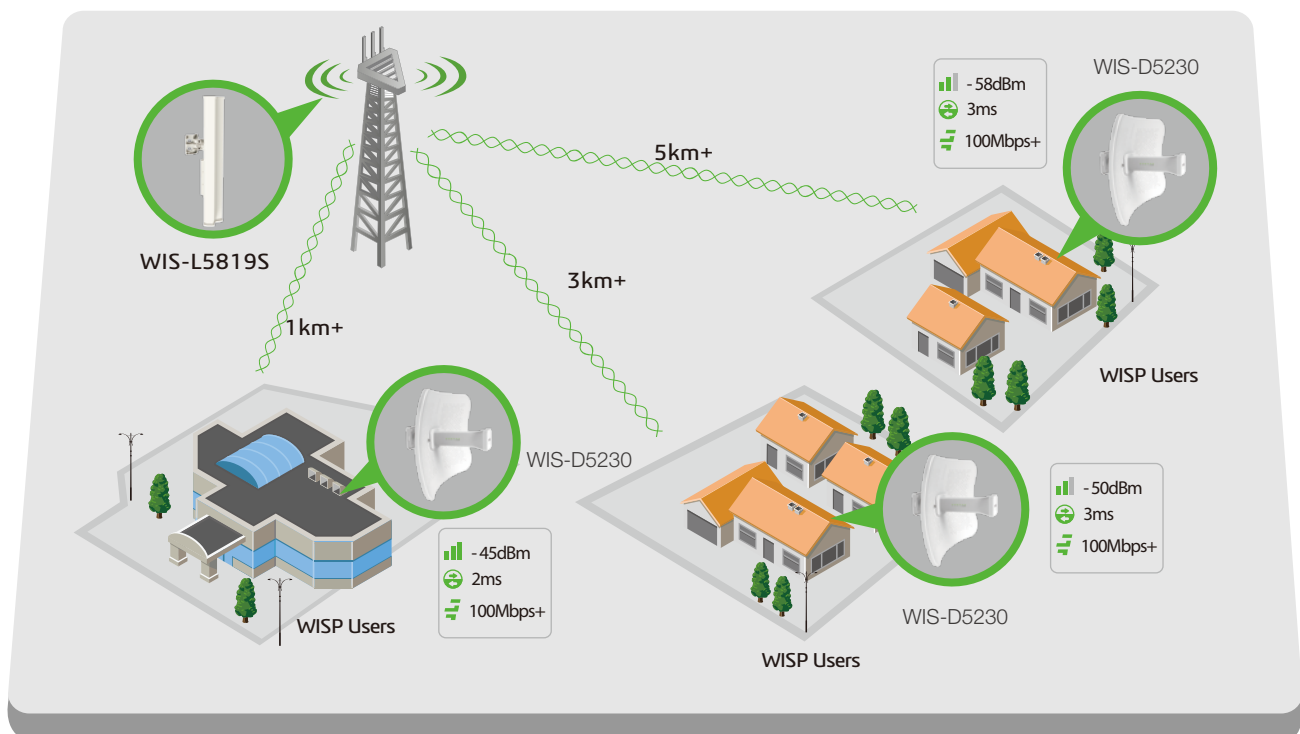 WIS-D5230
-58dBm
3ms
100Mbps+
5km+
WIS-L5819S
3km+
1km+
WISP Users
WIS-D5230
-45dBm
2ms
100Mbps+
WISP Users
-50dBm
3ms
100Mbps+
WIS-D5230
WISP Users